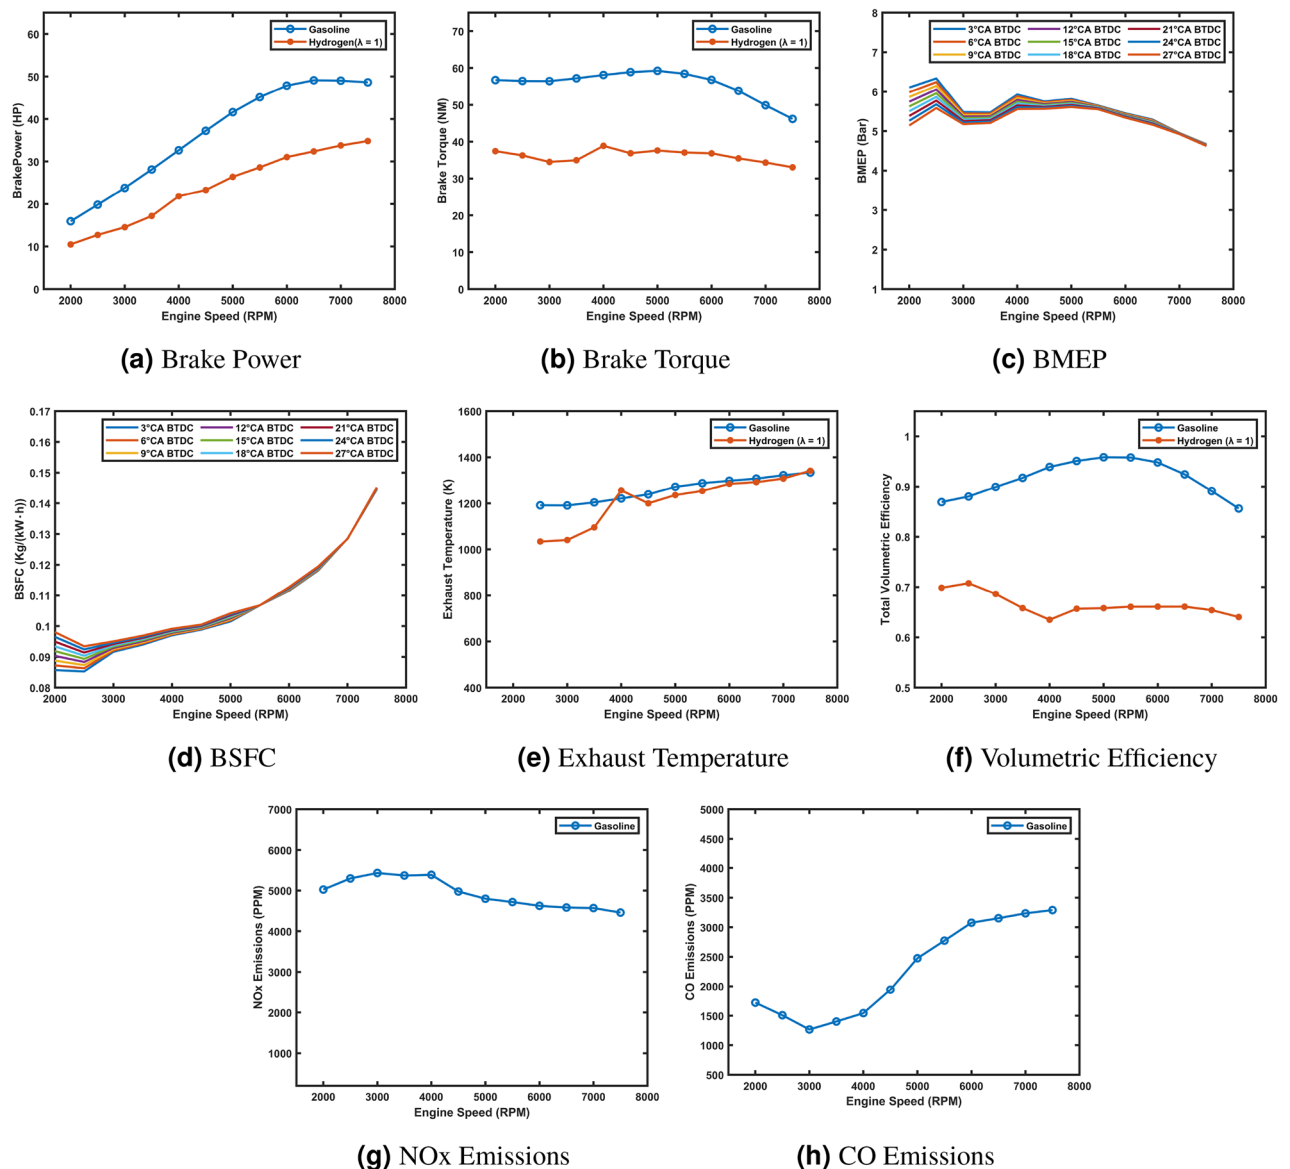 BrakePower (HP)
60
50
40
30
20
10
0
Gasoline
Hydrogen(λ = 1)
2000 3000 4000 5000 6000 7000 8000
Engine Speed (RPM)
(a) Brake Power
Brake Torque (NM)
70
60
50
40
30
20
10
0
Gasoline
Hydrogen (λ = 1)
2000 3000 4000 5000 6000 7000 8000
Engine Speed (RPM)
(b) Brake Torque
BMEP (Bar)
8
7
6
5
4
3
2
1
3°CA BTDC 12°CA BTDC 21°CA BTDC
6°CA BTDC 15°CA BTDC 24°CA BTDC
9°CA BTDC 18°CA BTDC 27°CA BTDC
2000 3000 4000 5000 6000 7000 8000
Engine Speed (RPM)
(c) BMEP
BSFC (Kg/(kW·h))
0.17
0.16
0.15
0.14
0.13
0.12
0.11
0.1
0.09
0.08
3°CA BTDC 12°CA BTDC 21°CA BTDC
6°CA BTDC 15°CA BTDC 24°CA BTDC
9°CA BTDC 18°CA BTDC 27°CA BTDC
2000 3000 4000 5000 6000 7000 8000
Engine Speed (RPM)
(d) BSFC
Exhaust Temperature (K)
1600
1400
1200
1000
800
600
400
Gasoline
Hydrogen (λ = 1)
2000 3000 4000 5000 6000 7000 8000
Engine Speed (RPM)
(e) Exhaust Temperature
Total Volumetric Efficiency
1
0.9
0.8
0.7
0.6
0.5
Gasoline
Hydrogen (λ = 1)
2000 3000 4000 5000 6000 7000 8000
Engine Speed (RPM)
(f) Volumetric Efficiency
NOx Emissions (PPM)
7000
6000
5000
4000
3000
2000
1000
Gasoline
2000 3000 4000 5000 6000 7000 8000
Engine Speed (RPM)
(g) NOx Emissions
CO Emissions (PPM)
5000
4500
4000
3500
3000
2500
2000
1500
1000
500
Gasoline
2000 3000 4000 5000 6000 7000 8000
Engine Speed (RPM)
(h) CO Emissions